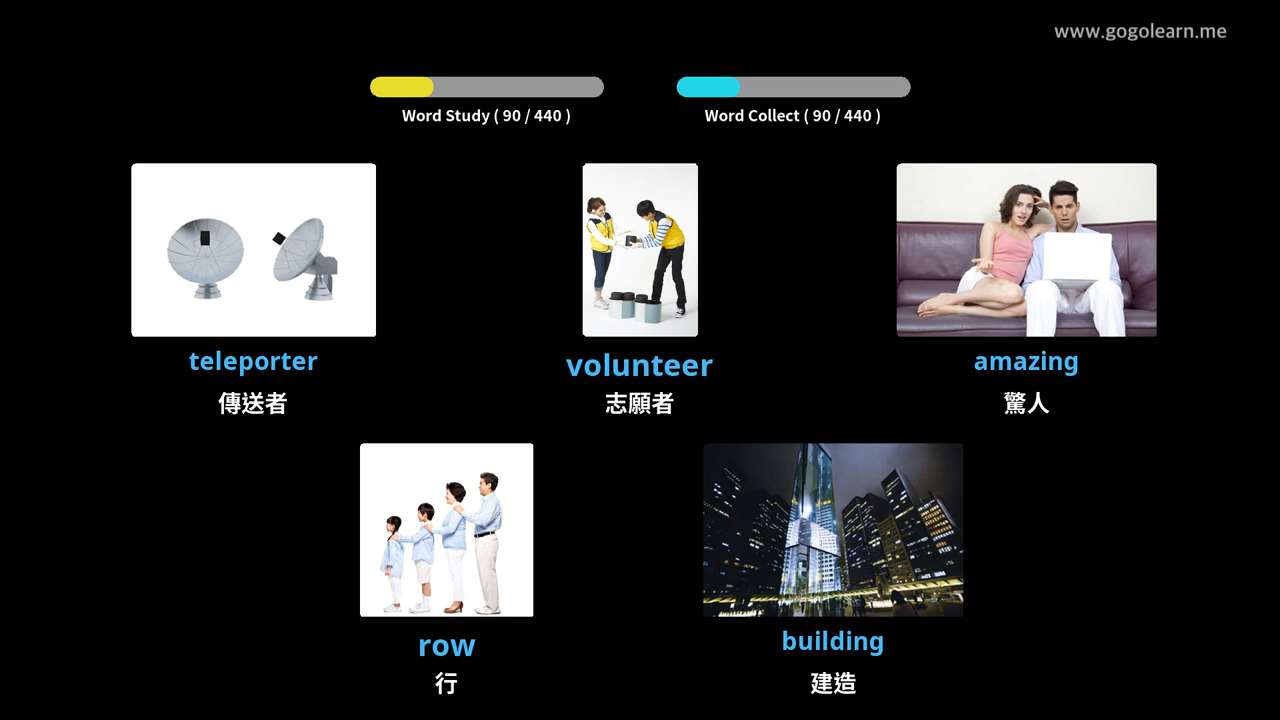 www.gogolearn.me
Word Study ( 90 / 440 )
Word Collect ( 90 / 440 )
teleporter
傳送者
volunteer
志願者
amazing
驚人
row
行
building
建造